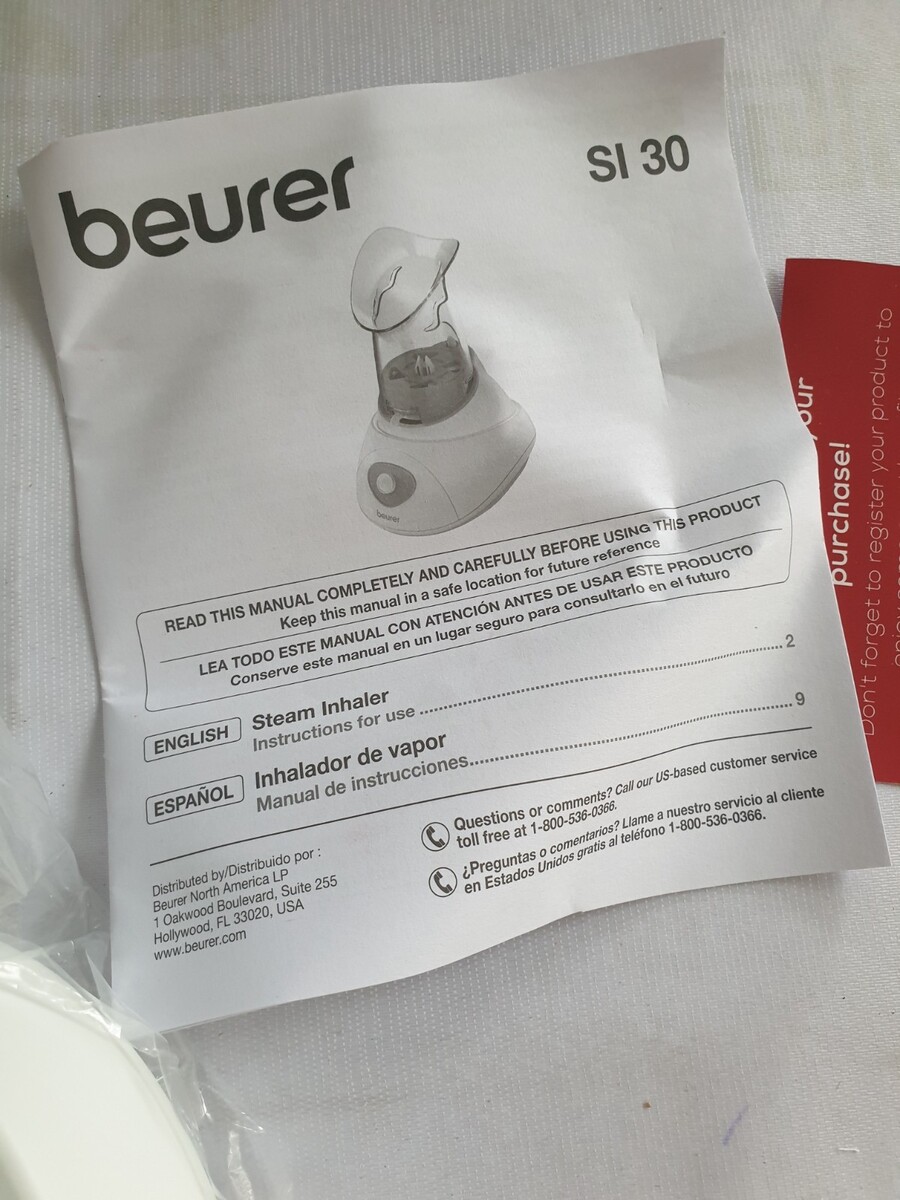 beurer
SI 30
beurer
READ THIS MANUAL COMPLETELY AND CAREFULLY BEFORE USING THIS PRODUCT
Keep this manual in a safe location for future reference
LEA TODO ESTE MANUAL CON ATENCIÓN ANTES DE USAR ESTE PRODUCTO
Conserve este manual en un lugar seguro para consultarlo en el futuro
ENGLISH
Steam Inhaler
Instructions for use ........................................................ 2
ESPAÑOL
Inhalador de vapor
Manual de instrucciones.................................................. 9
Distributed by/Distribuido por :
Beurer North America LP
1 Oakwood Boulevard, Suite 255
Hollywood, FL 33020, USA
www.beurer.com
Questions or comments? Call our US-based customer service
toll free at 1-800-536-0366.
¿Preguntas o comentarios? Llame a nuestro servicio al cliente
en Estados Unidos gratis al teléfono 1-800-536-0366.
purchase!
Don't forget to register your product to